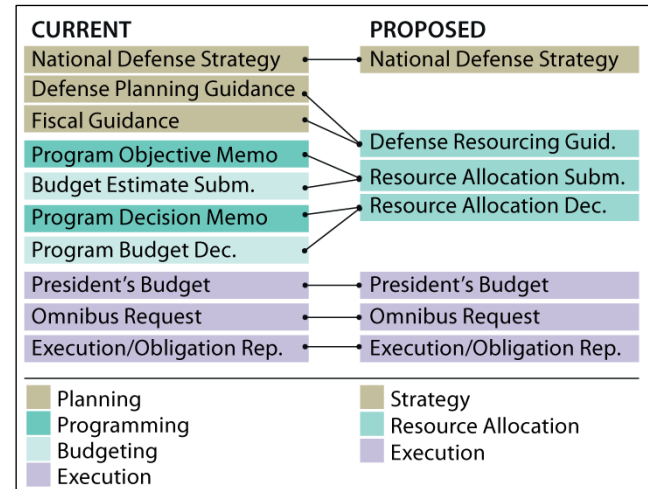 CURRENT
PROPOSED
National Defense Strategy
National Defense Strategy
Defense Planning Guidance
Fiscal Guidance
Defense Resourcing Guid.
Program Objective Memo
Resource Allocation Subm.
Budget Estimate Subm.
Program Decision Memo
Resource Allocation Dec.
Program Budget Dec.
President’s Budget
President’s Budget
Omnibus Request
Omnibus Request
Execution/Obligation Rep.
Execution/Obligation Rep.
Planning
Strategy
Programming
Resource Allocation
Budgeting
Execution
Execution